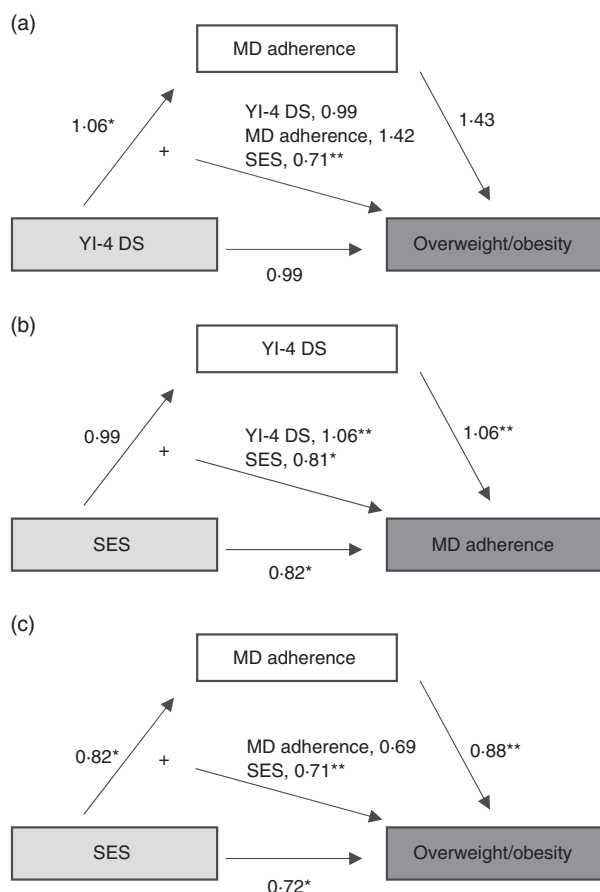 (a)
MD adherence
1·06*
+
YI-4 DS, 0·99
MD adherence, 1·42
SES, 0·71**
1·43
YI-4 DS
Overweight/obesity
0·99
(b)
YI-4 DS
0·99
+
YI-4 DS, 1·06**
SES, 0·81*
1·06**
SES
MD adherence
0·82*
(c)
MD adherence
0·82*
+
MD adherence, 0·69
SES, 0·71**
0·88**
SES
Overweight/obesity
0·72*